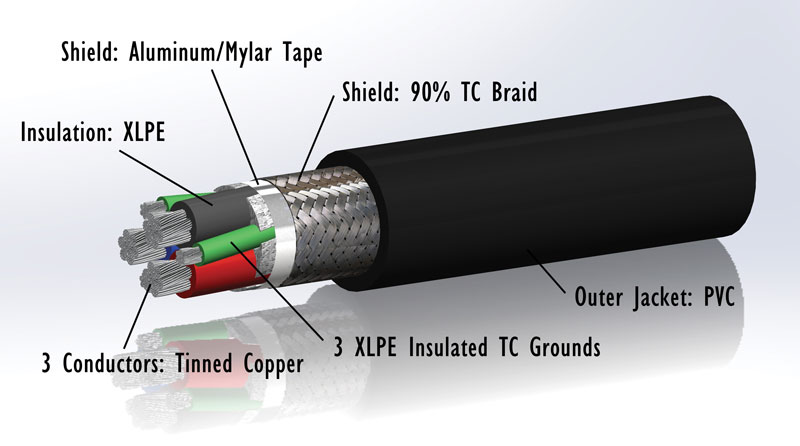 Shield: Aluminum/Mylar Tape
Shield: 90% TC Braid
Insulation: XLPE
Outer Jacket: PVC
3 XLPE Insulated TC Grounds
3 Conductors: Tinned Copper